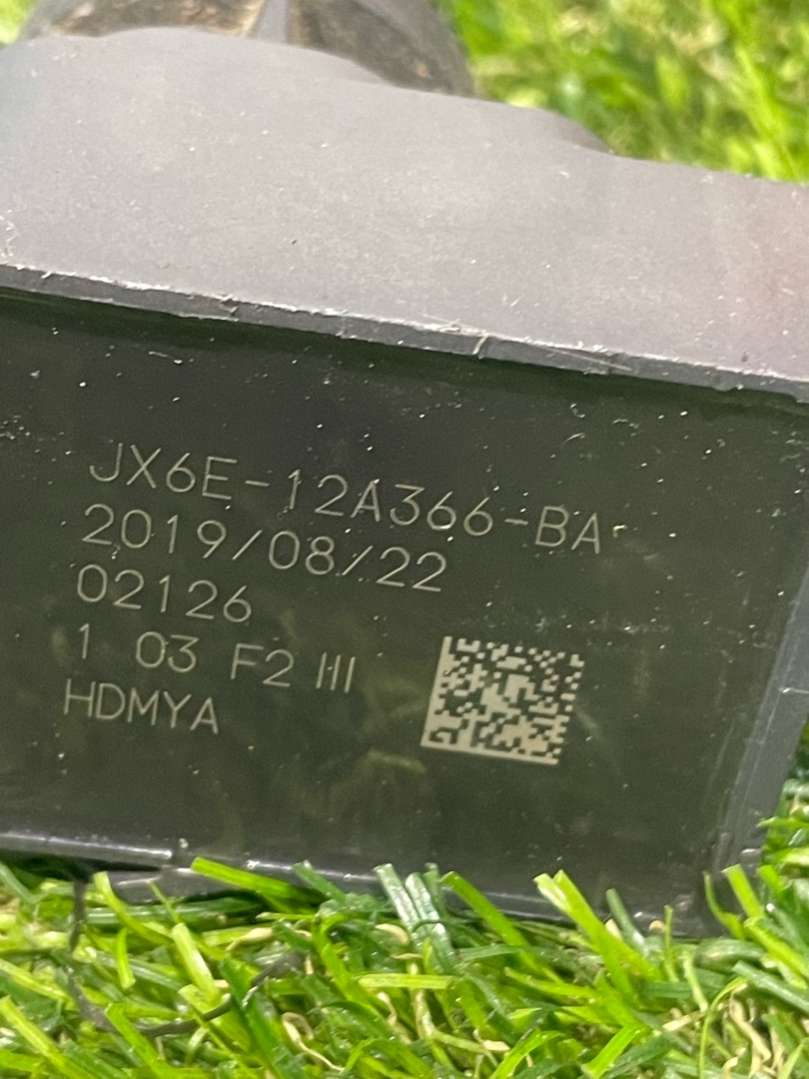 JX6E-12A366-BA
2019/08/22
02126
1 03 F2 III
HDMYA